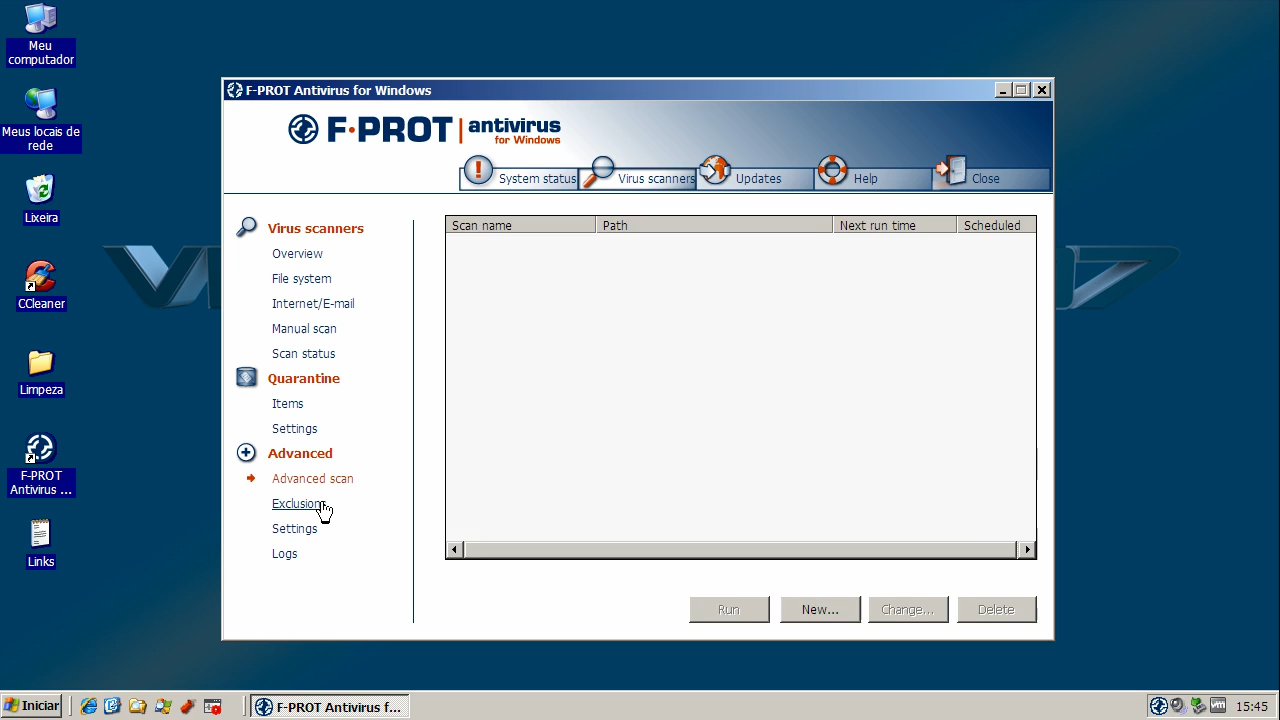 Meu computador
Meus locais de rede
Lixeira
CCleaner
Limpeza
F-PROT Antivirus ...
Links
F-PROT Antivirus for Windows
F-PROT antivirus for Windows
System status
Virus scanners
Updates
Help
Close
Virus scanners
Overview
File system
Internet/E-mail
Manual scan
Scan status
Quarantine
Items
Settings
Advanced
Advanced scan
Exclusions
Settings
Logs
Scan name
Path
Next run time
Scheduled
Run
New...
Change...
Delete
Iniciar
F-PROT Antivirus f...
15:45